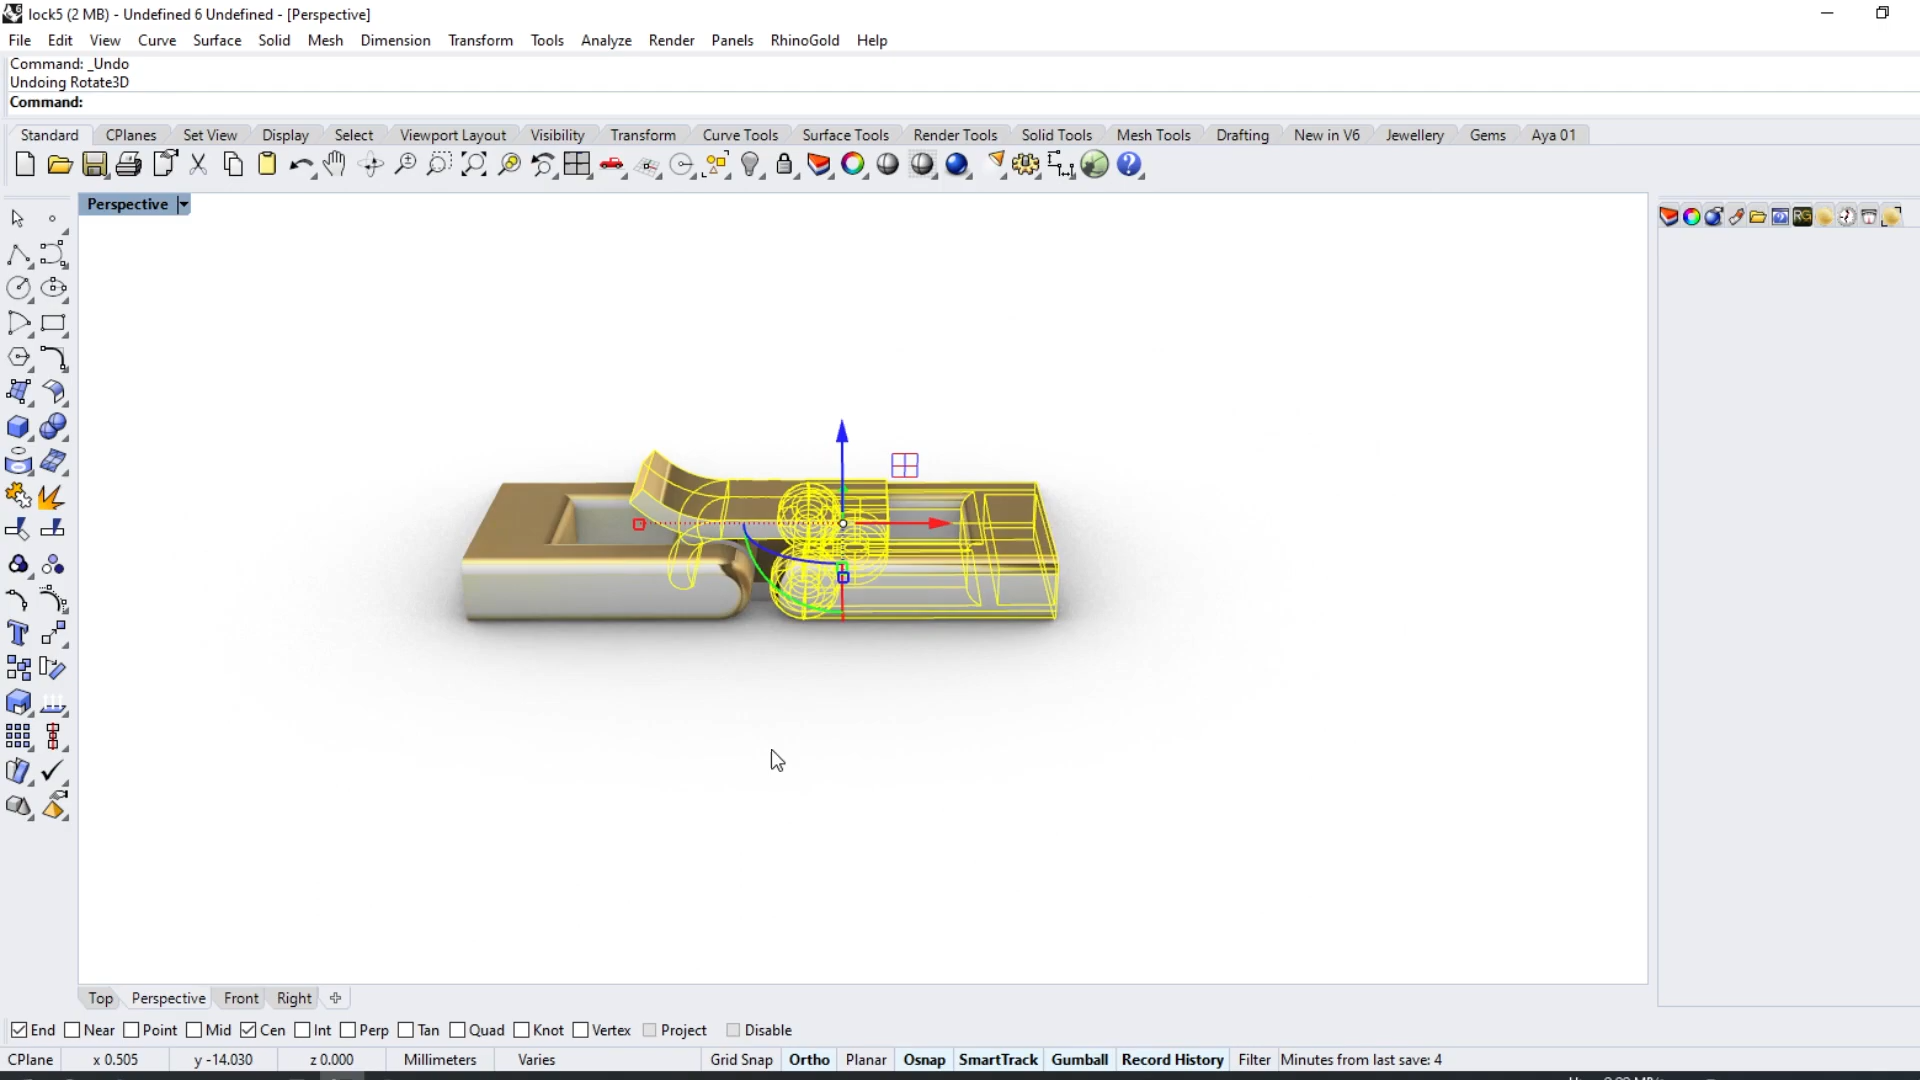 lock5 (2 MB) - Undefined 6 Undefined - [Perspective]
File Edit View Curve Surface Solid Mesh Dimension Transform Tools Analyze Render Panels RhinoGold Help
Command: _Undo
Undoing Rotate3D
Command:
Standard CPlanes Set View Display Select Viewport Layout Visibility Transform Curve Tools Surface Tools Render Tools Solid Tools Mesh Tools Drafting New in V6 Jewellery Gems Aya 01
Perspective
RG
Top Perspective Front Right
End Near Point Mid Cen Int Perp Tan Quad Knot Vertex Project Disable
CPlane x 0.505 y -14.030 z 0.000 Millimeters Varies Grid Snap Ortho Planar Osnap SmartTrack Gumball Record History Filter Minutes from last save: 4